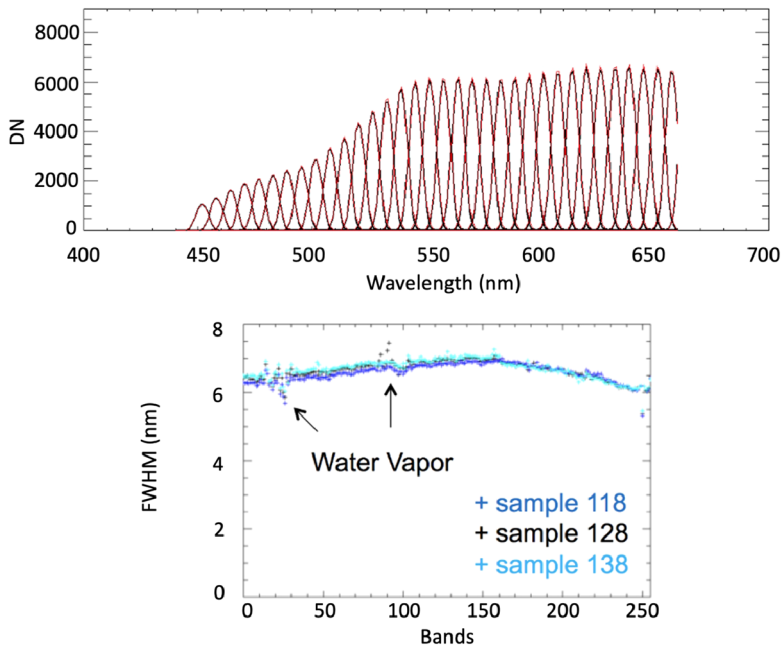 8000
6000
4000
2000
0
DN
400 450 500 550 600 650 700
Wavelength (nm)
8
6
4
2
0
FWHM (nm)
Water Vapor
+ sample 118
+ sample 128
+ sample 138
0 50 100 150 200 250
Bands